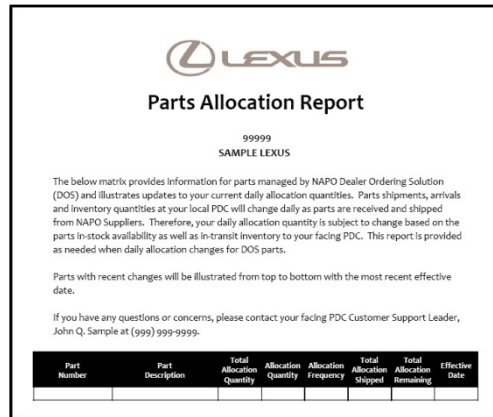 LEXUS
Parts Allocation Report
99999
SAMPLE LEXUS
The below matrix provides information for parts managed by NAPO Dealer Ordering Solution
(DOS) and illustrates updates to your current daily allocation quantities. Parts shipments, arrivals
and inventory quantities at your local PDC will change daily as parts are received and shipped
from NAPO Suppliers. Therefore, your daily allocation quantity is subject to change based on the
parts in-stock availability as well as in-transit inventory to your facing PDC. This report is provided
as needed when daily allocation changes for DOS parts.
Parts with recent changes will be illustrated from top to bottom with the most recent effective
date.
If you have any questions or concerns, please contact your facing PDC Customer Support Leader,
John Q. Sample at (999) 999-9999.
Part Number Part Description Total Allocation Quantity Allocation Quantity Allocation Frequency Total Allocation Shipped Total Allocation Remaining Effective Date